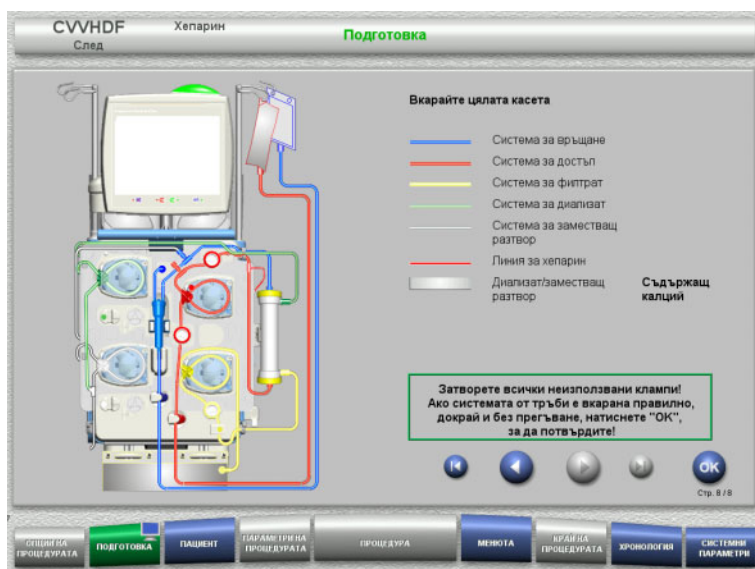 CVVHDF
Хепарин
След
Подготовка
Вкарайте цялата касета
Система за връщане
Система за достъп
Система за филтрат
Система за диализат
Система за заместващ
разтвор
Линия за хепарин
Диализат/заместващ
разтвор
Съдържащ
калций
Затворете всички неизползвани клампи!
Ако системата от тръби е вкарана правилно,
докрай и без прегъване, натиснете "OK",
за да потвърдите!
OK
Стр. 8 / 8
ОПЦИИ НА
ПРОЦЕДУРАТА
ПОДГОТОВКА
ПАЦИЕНТ
ПАРАМЕТРИ НА
ПРОЦЕДУРАТА
ПРОЦЕДУРА
МЕНЮТА
КРАЙ НА
ПРОЦЕДУРАТА
ХРОНОЛОГИЯ
СИСТЕМНИ
ПАРАМЕТРИ